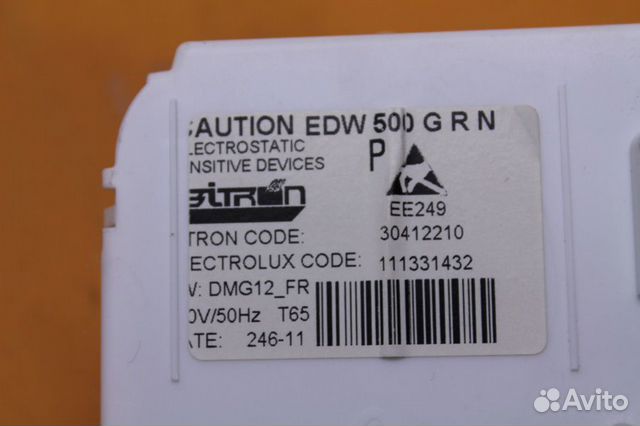 CAUTION EDW 500 G R N
LECTROSTATIC
NSITIVE DEVICES
P
BITRON
EE249
TRON CODE: 30412210
ECTROLUX CODE: 111331432
W: DMG12_FR
0V/50Hz T65
ATE: 246-11
Avito